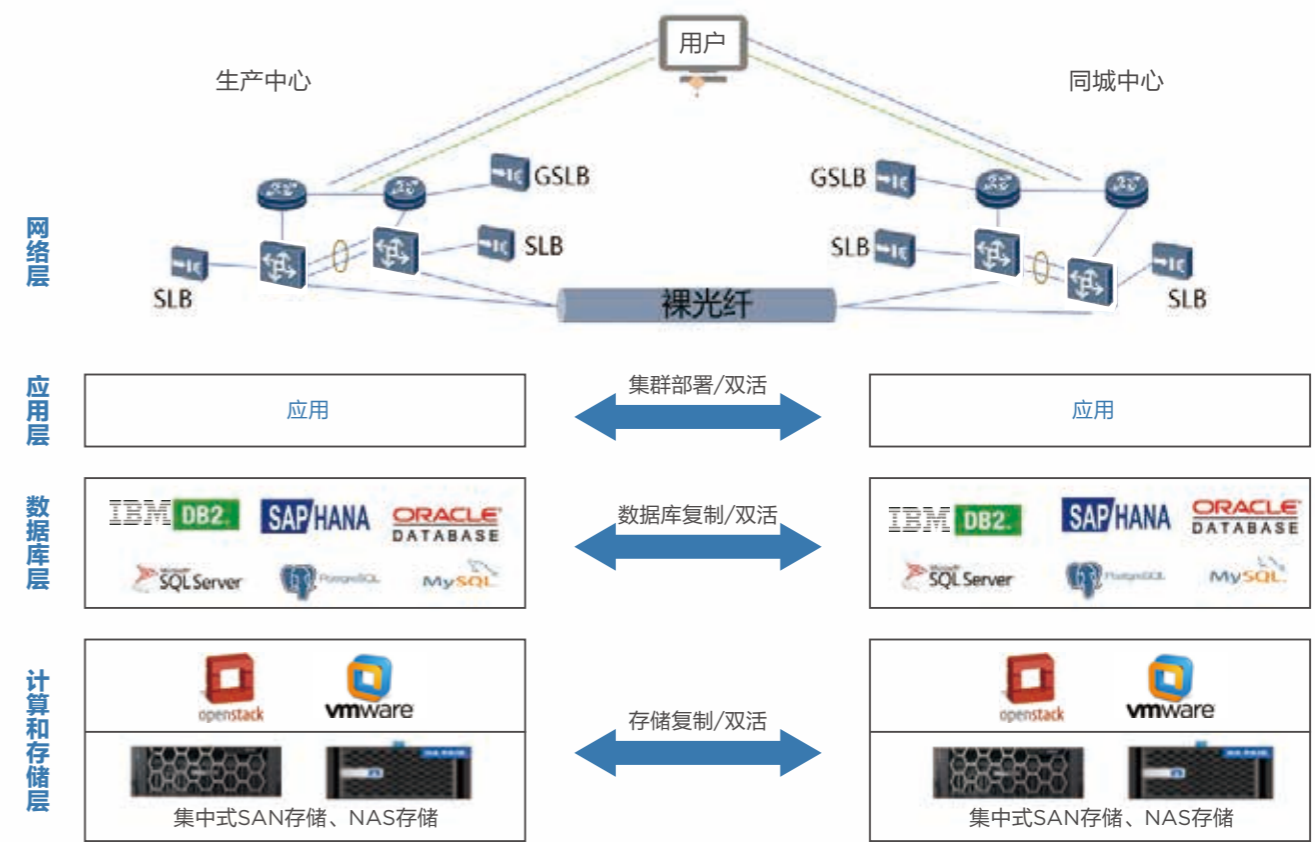 用户
生产中心
同城中心
网络层
GSLB
GSLB
SLB
SLB
SLB
SLB
裸光纤
应用层
应用
集群部署/双活
应用
数据库层
IBM DB2.
SAP HANA
ORACLE
DATABASE
数据库复制/双活
IBM DB2.
SAP HANA
ORACLE
DATABASE
Microsoft
SQL Server
PostgreSQL
MySQL
Microsoft
SQL Server
PostgreSQL
MySQL
计算和存储层
openstack
vmware
存储复制/双活
openstack
vmware
集中式SAN存储、NAS存储
集中式SAN存储、NAS存储